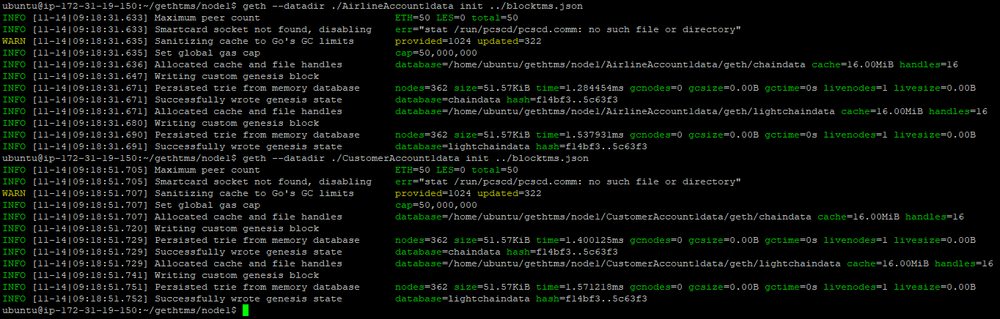 ubuntu@ip-172-31-19-150:~/gethtms/node1$ geth --datadir ./AirlineAccount1data init ../blocktms.json
INFO [11-14|09:18:31.633] Maximum peer count ETH=50 LES=0 total=50
INFO [11-14|09:18:31.633] Smartcard socket not found, disabling err="stat /run/pcscd/pcscd.comm: no such file or directory"
WARN [11-14|09:18:31.635] Sanitizing cache to Go's GC limits provided=1024 updated=322
INFO [11-14|09:18:31.635] Set global gas cap cap=50,000,000
INFO [11-14|09:18:31.636] Allocated cache and file handles database=/home/ubuntu/gethtms/node1/AirlineAccount1data/geth/chaindata cache=16.00MiB handles=16
INFO [11-14|09:18:31.647] Writing custom genesis block
INFO [11-14|09:18:31.671] Persisted trie from memory database nodes=362 size=51.57KiB time=1.284454ms gcnodes=0 gcsize=0.00B gctime=0s livenodes=1 livesize=0.00B
INFO [11-14|09:18:31.671] Successfully wrote genesis state database=chaindata hash=f14bf3..5c63f3
INFO [11-14|09:18:31.671] Allocated cache and file handles database=/home/ubuntu/gethtms/node1/AirlineAccount1data/geth/lightchaindata cache=16.00MiB handles=16
INFO [11-14|09:18:31.680] Writing custom genesis block
INFO [11-14|09:18:31.690] Persisted trie from memory database nodes=362 size=51.57KiB time=1.537931ms gcnodes=0 gcsize=0.00B gctime=0s livenodes=1 livesize=0.00B
INFO [11-14|09:18:31.691] Successfully wrote genesis state database=lightchaindata hash=f14bf3..5c63f3
ubuntu@ip-172-31-19-150:~/gethtms/node1$ geth --datadir ./CustomerAccount1data init ../blocktms.json
INFO [11-14|09:18:51.705] Maximum peer count ETH=50 LES=0 total=50
INFO [11-14|09:18:51.705] Smartcard socket not found, disabling err="stat /run/pcscd/pcscd.comm: no such file or directory"
WARN [11-14|09:18:51.707] Sanitizing cache to Go's GC limits provided=1024 updated=322
INFO [11-14|09:18:51.707] Set global gas cap cap=50,000,000
INFO [11-14|09:18:51.707] Allocated cache and file handles database=/home/ubuntu/gethtms/node1/CustomerAccount1data/geth/chaindata cache=16.00MiB handles=16
INFO [11-14|09:18:51.720] Writing custom genesis block
INFO [11-14|09:18:51.729] Persisted trie from memory database nodes=362 size=51.57KiB time=1.400125ms gcnodes=0 gcsize=0.00B gctime=0s livenodes=1 livesize=0.00B
INFO [11-14|09:18:51.729] Successfully wrote genesis state database=chaindata hash=f14bf3..5c63f3
INFO [11-14|09:18:51.729] Allocated cache and file handles database=/home/ubuntu/gethtms/node1/CustomerAccount1data/geth/lightchaindata cache=16.00MiB handles=16
INFO [11-14|09:18:51.741] Writing custom genesis block
INFO [11-14|09:18:51.751] Persisted trie from memory database nodes=362 size=51.57KiB time=1.571218ms gcnodes=0 gcsize=0.00B gctime=0s livenodes=1 livesize=0.00B
INFO [11-14|09:18:51.752] Successfully wrote genesis state database=lightchaindata hash=f14bf3..5c63f3
ubuntu@ip-172-31-19-150:~/gethtms/node1$